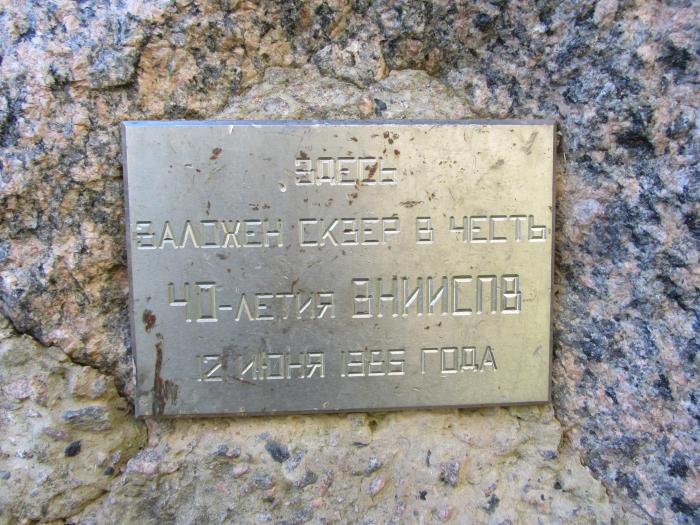 ЗДЕСЬ
ЗАЛОЖЕН СКВЕР В ЧЕСТЬ
40-ЛЕТИЯ ВНИИСПВ
12 ИЮНЯ 1985 ГОДА